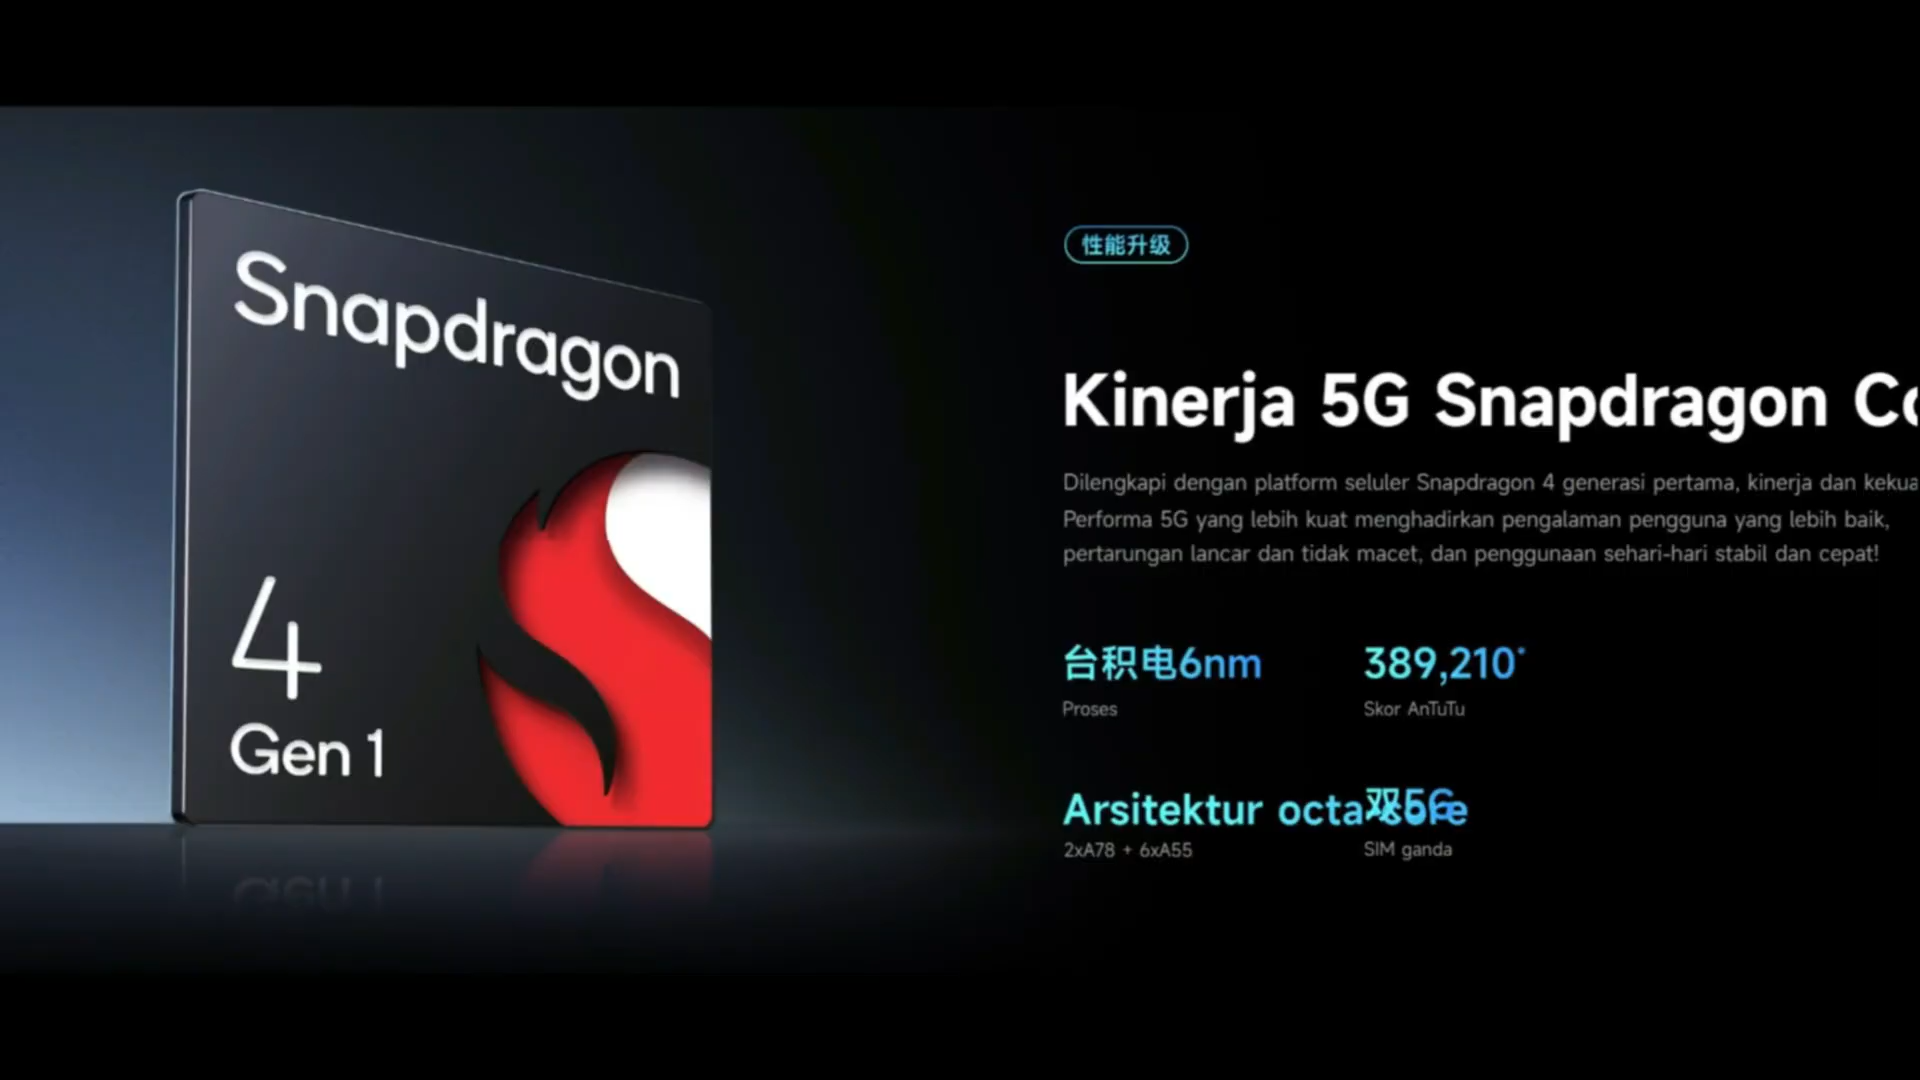 Snapdragon
4
Gen 1
性能升级
Kinerja 5G Snapdragon
Dilengkapi dengan platform seluler Snapdragon 4 generasi pertama, kinerja dan
Performa 5G yang lebih kuat menghadirkan pengalaman pengguna yang lebih baik,
pertarungan lancar dan tidak macet, dan penggunaan sehari-hari stabil dan cepat!
台积电6nm
Proses
389,210*
Skor AnTuTu
Arsitektur octa
2xA78 + 6xA55
双5G
SIM ganda